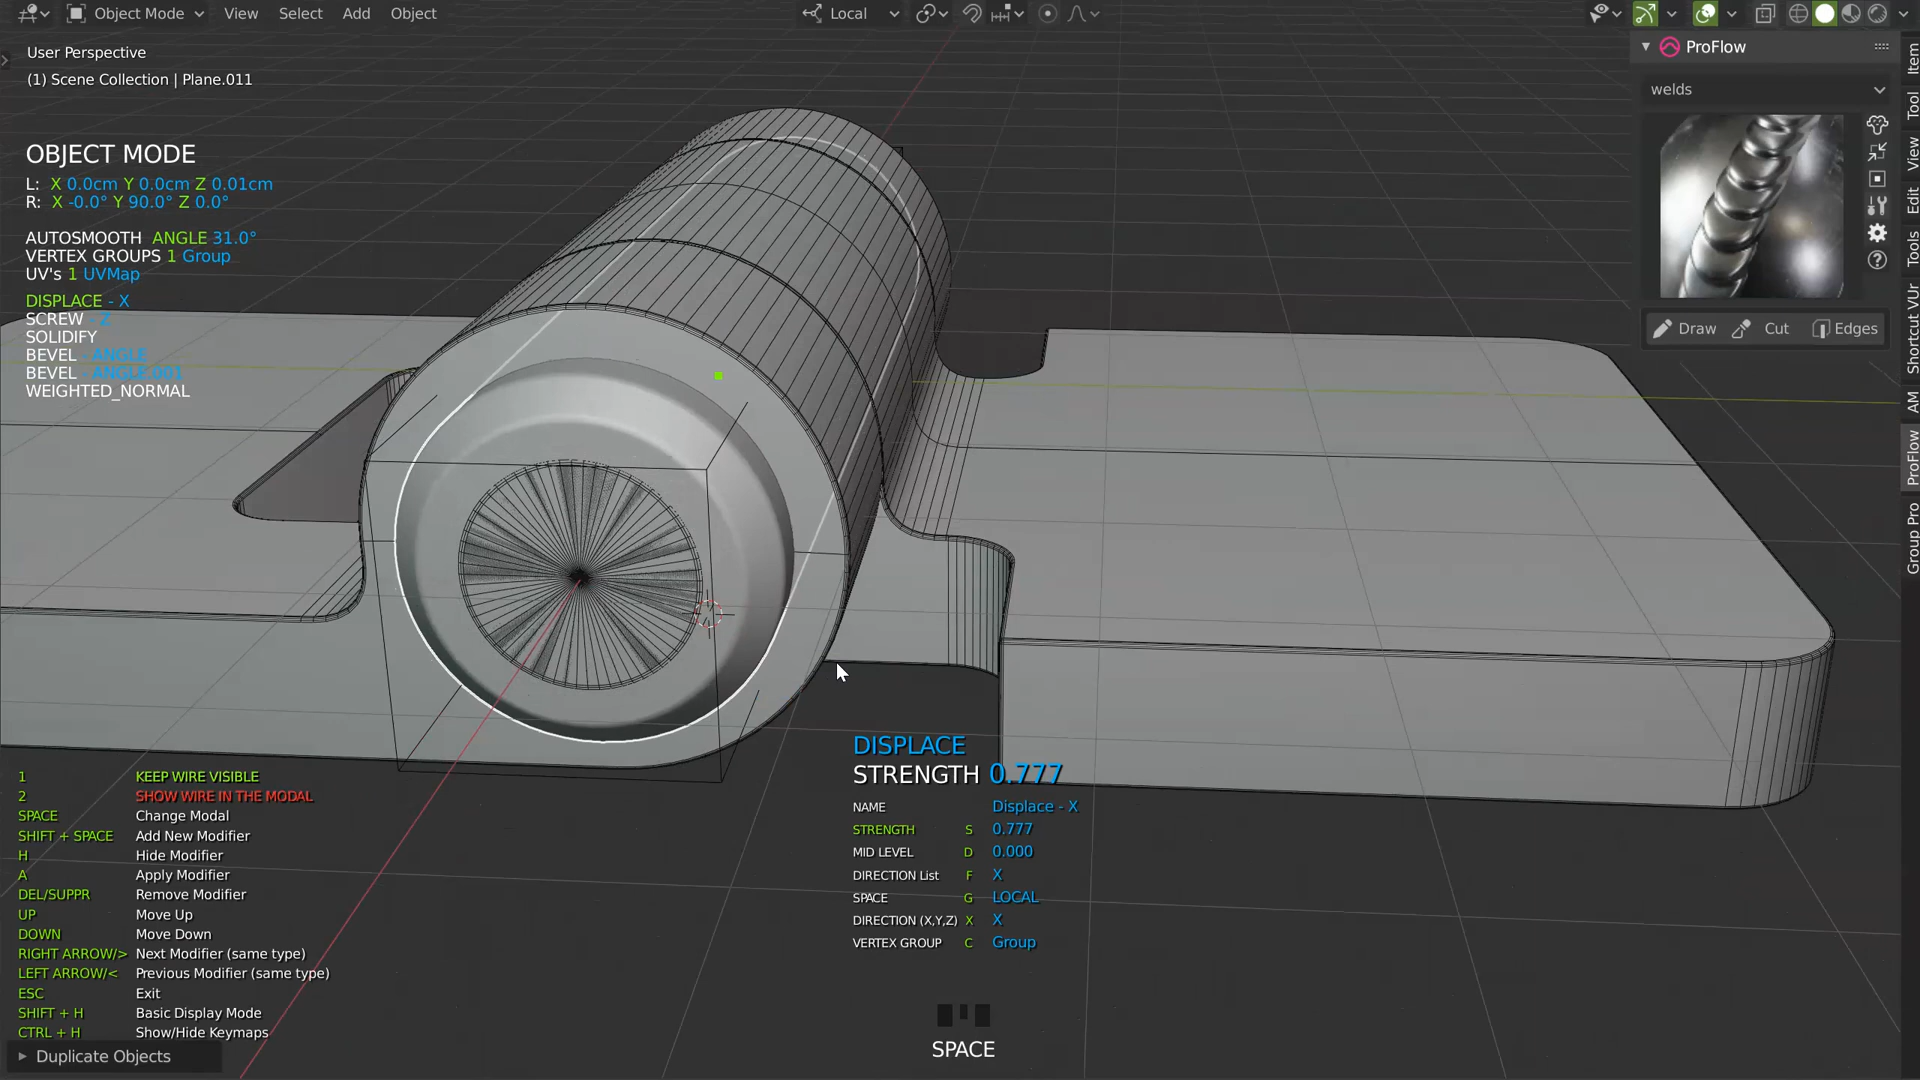 Object Mode View Select Add Object Local
User Perspective
(1) Scene Collection | Plane.011
OBJECT MODE
L: X 0.0cm Y 0.0cm Z 0.01cm
R: X -0.0° Y 90.0° Z 0.0°
AUTOSMOOTH ANGLE 31.0°
VERTEX GROUPS 1 Group
UV's 1 UVMap
DISPLACE - X
SCREW - Z
SOLIDIFY
BEVEL - ANGLE
BEVEL - ANGLE.001
WEIGHTED_NORMAL
ProFlow
welds
Draw Cut Edges
Item
Tool
View
Edit
Tools
Shortcut VUr
AM
ProFlow
Group Pro
DISPLACE
STRENGTH 0.777
NAME Displace - X
STRENGTH S 0.777
MID LEVEL D 0.000
DIRECTION List F X
SPACE G LOCAL
DIRECTION (X,Y,Z) X X
VERTEX GROUP C Group
1 KEEP WIRE VISIBLE
2 SHOW WIRE IN THE MODAL
SPACE Change Modal
SHIFT + SPACE Add New Modifier
H Hide Modifier
A Apply Modifier
DEL/SUPPR Remove Modifier
UP Move Up
DOWN Move Down
RIGHT ARROW/> Next Modifier (same type)
LEFT ARROW/< Previous Modifier (same type)
ESC Exit
SHIFT + H Basic Display Mode
CTRL + H Show/Hide Keymaps
Duplicate Objects
SPACE